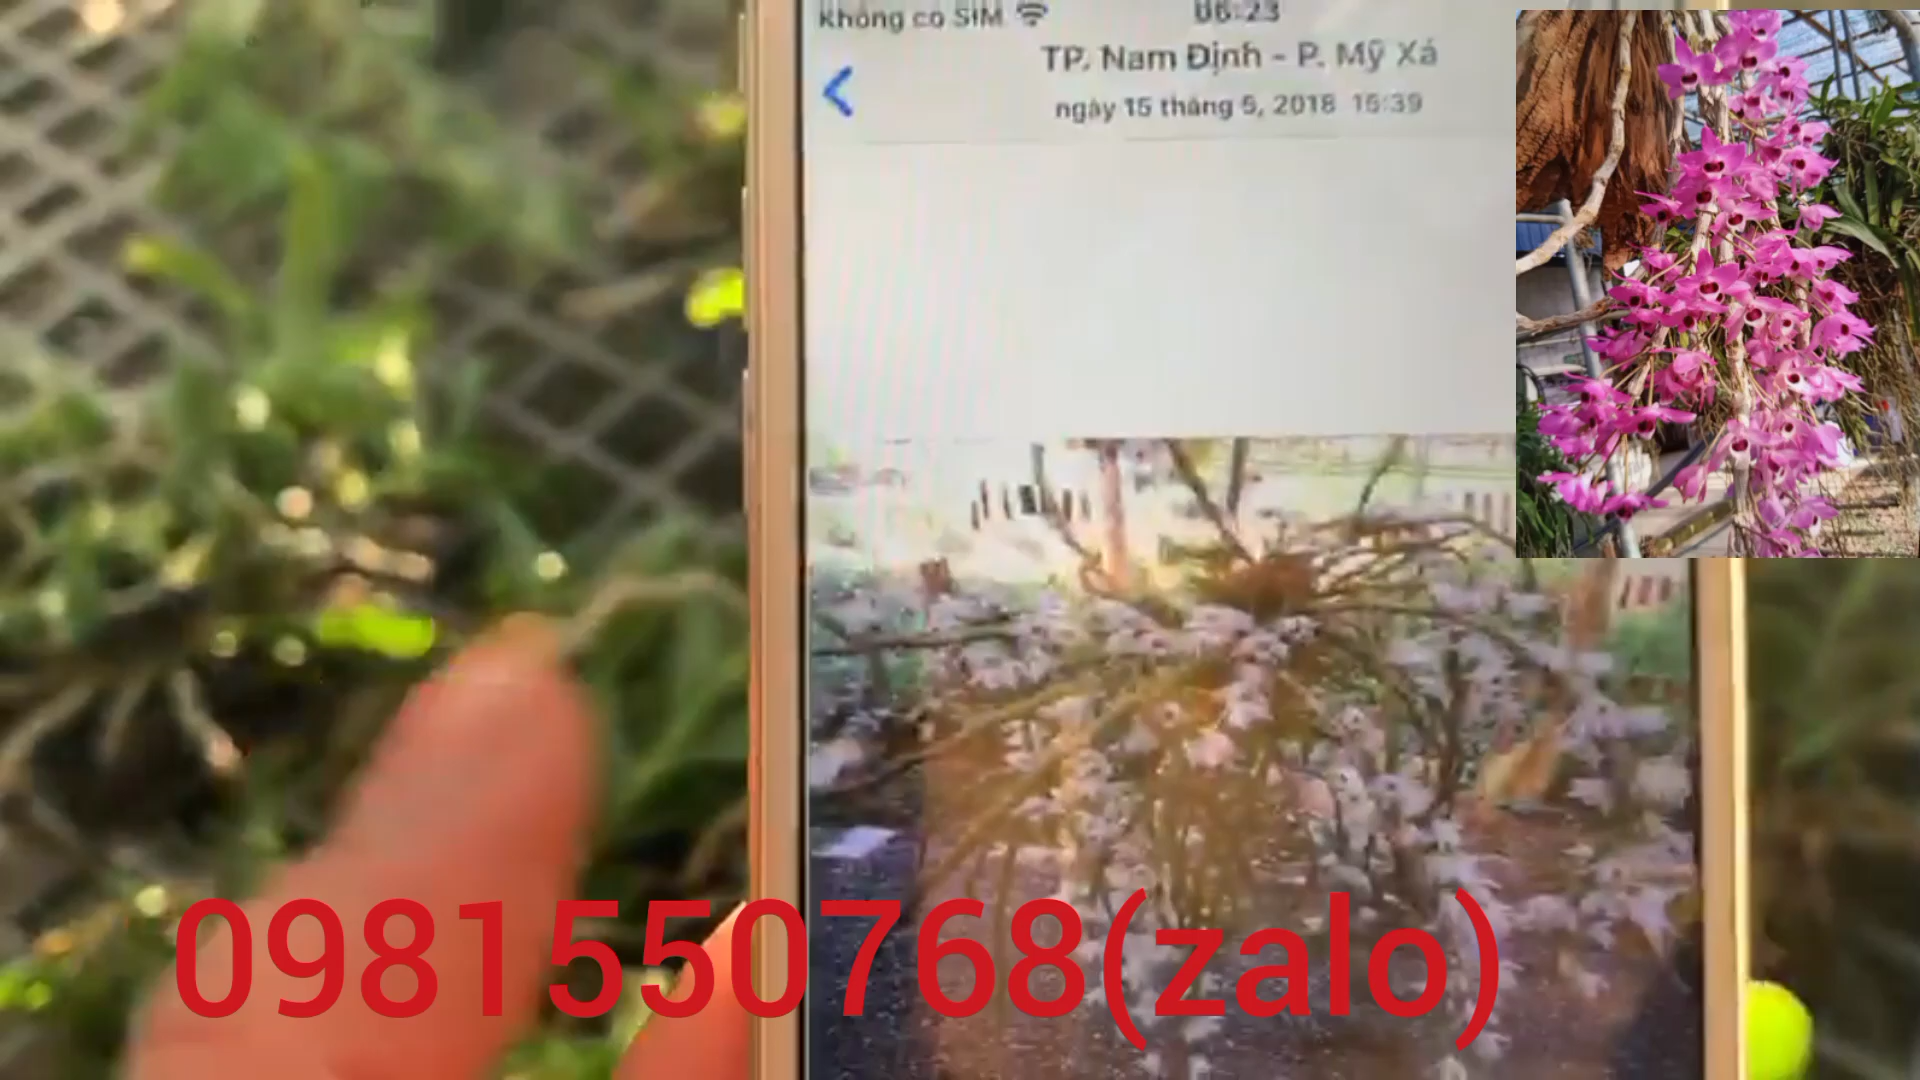 Không có SIM 06:23
TP. Nam Định - P. Mỹ Xá
ngày 15 tháng 5, 2018 15:39
0981550768(zalo)